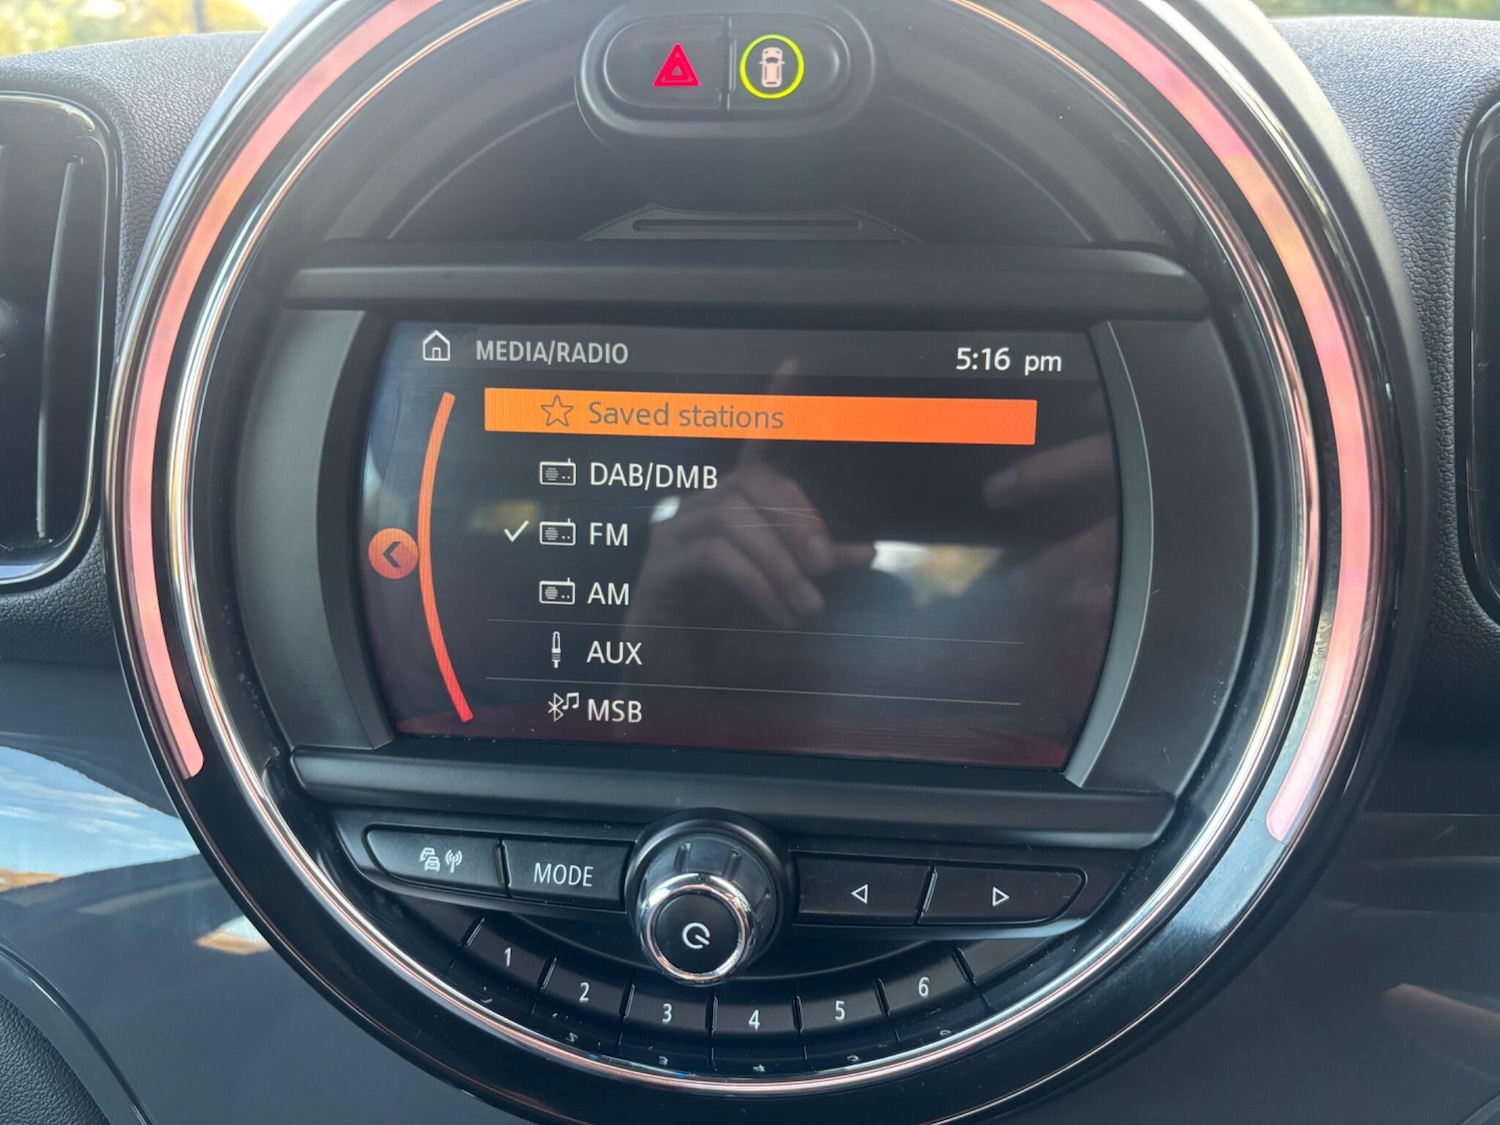 MEDIA/RADIO 5:16 pm
Saved stations
DAB/DMB
FM
AM
AUX
MSB
MODE
1 2 3 4 5 6